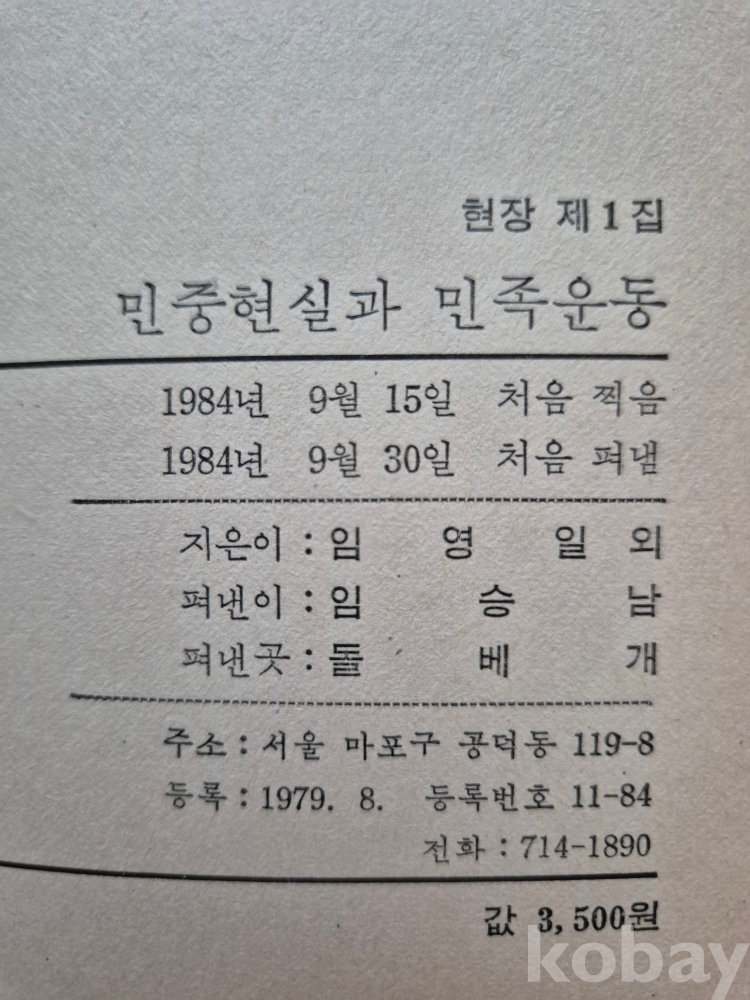 현장 제1집
민중현실과 민족운동
1984년 9월 15일 처음 찍음
1984년 9월 30일 처음 펴냄
지은이 : 임 영 일 외
펴낸이 : 임 승 남
펴낸곳 : 돌 베 개
주소 : 서울 마포구 공덕동 119-8
등록 : 1979. 8. 등록번호 11-84
전화 : 714-1890
값 3,500원
kobay